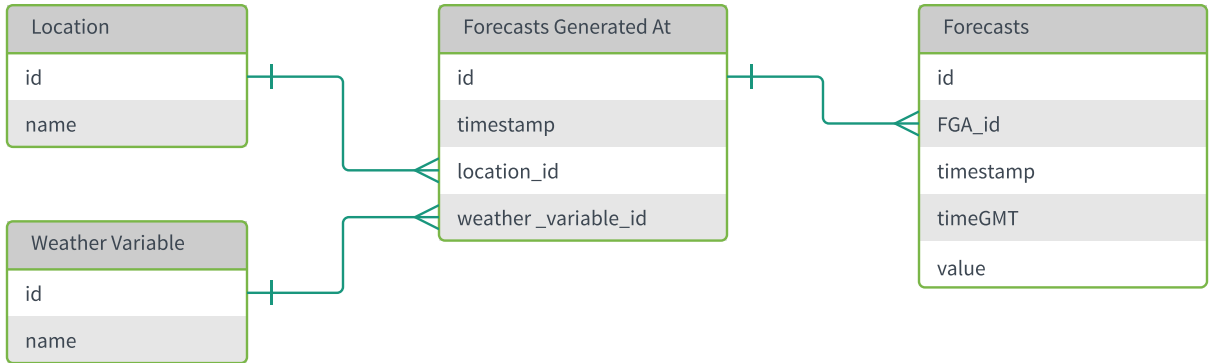 Location
id
name
Weather Variable
id
name
Forecasts Generated At
id
timestamp
location_id
weather _variable_id
Forecasts
id
FGA_id
timestamp
timeGMT
value